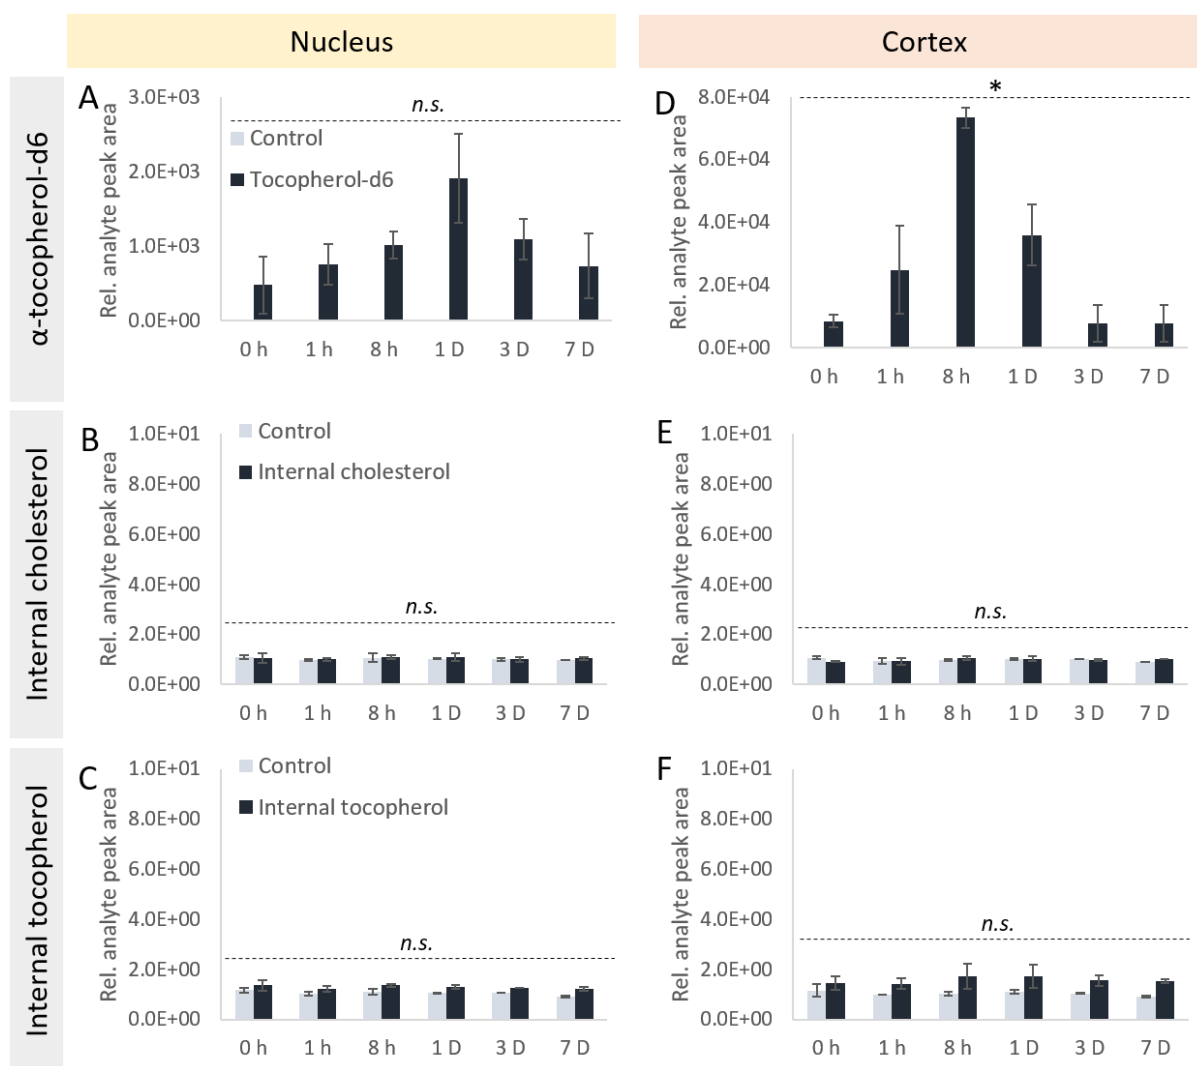 Nucleus
Cortex
α-tocopherol-d6
A
Rel. analyte peak area
3.0E+03
2.0E+03
1.0E+03
0.0E+00
n.s.
Control
Tocopherol-d6
0 h 1 h 8 h 1 D 3 D 7 D
D
Rel. analyte peak area
8.0E+04
6.0E+04
4.0E+04
2.0E+04
0.0E+00
*
0 h 1 h 8 h 1 D 3 D 7 D
Internal cholesterol
B
Rel. analyte peak area
1.0E+01
8.0E+00
6.0E+00
4.0E+00
2.0E+00
0.0E+00
Control
Internal cholesterol
n.s.
0 h 1 h 8 h 1 D 3 D 7 D
E
Rel. analyte peak area
1.0E+01
8.0E+00
6.0E+00
4.0E+00
2.0E+00
0.0E+00
n.s.
0 h 1 h 8 h 1 D 3 D 7 D
Internal tocopherol
C
Rel. analyte peak area
1.0E+01
8.0E+00
6.0E+00
4.0E+00
2.0E+00
0.0E+00
Control
Internal tocopherol
n.s.
0 h 1 h 8 h 1 D 3 D 7 D
F
Rel. analyte peak area
1.0E+01
8.0E+00
6.0E+00
4.0E+00
2.0E+00
0.0E+00
n.s.
0 h 1 h 8 h 1 D 3 D 7 D